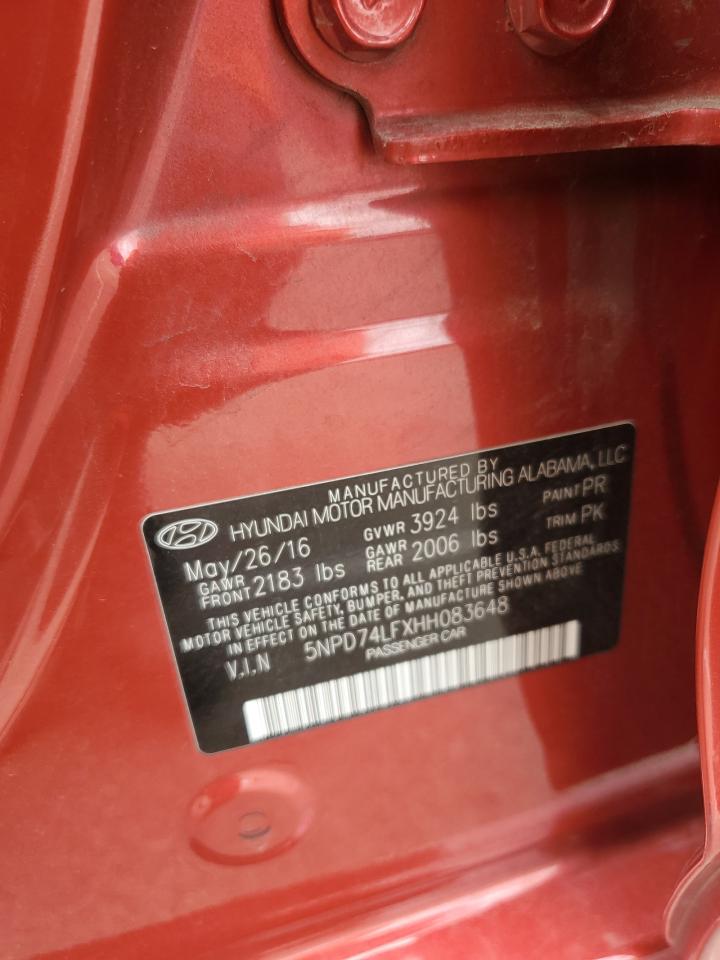 MANUFACTURED BY
HYUNDAI MOTOR MANUFACTURING ALABAMA, LLC
May/26/16 GVWR 3924 lbs PAINT PR
GAWR FRONT 2183 lbs GAWR REAR 2006 lbs TRIM PK
THIS VEHICLE CONFORMS TO ALL APPLICABLE U.S.A. FEDERAL
MOTOR VEHICLE SAFETY, BUMPER, AND THEFT PREVENTION STANDARDS
IN EFFECT ON THE DATE OF MANUFACTURE SHOWN ABOVE
V.I.N 5NPD74LFXHH083648
PASSENGER CAR